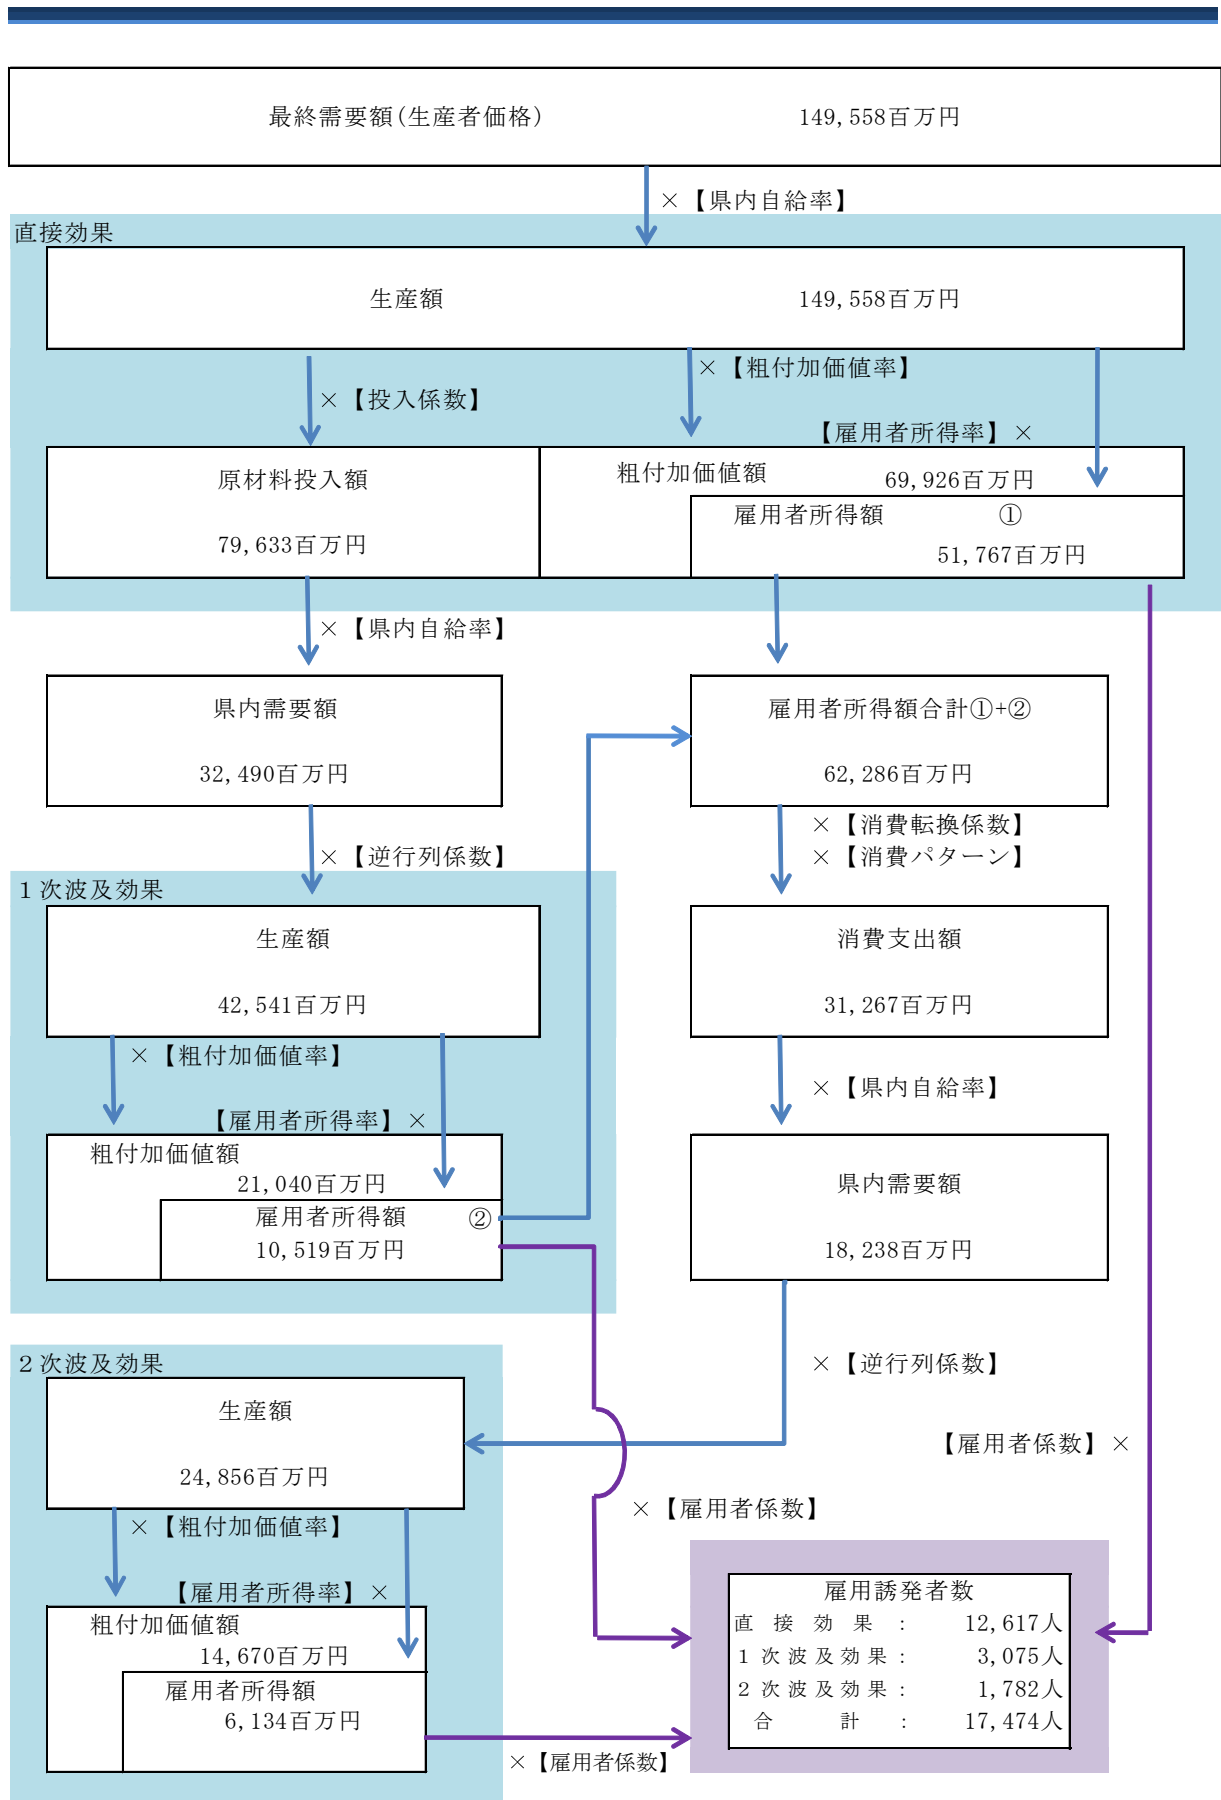 最終需要額(生産者価格) 149,558百万円
×【県内自給率】
直接効果
生産額 149,558百万円
×【粗付加価値率】
×【投入係数】
【雇用者所得率】×
原材料投入額
79,633百万円
粗付加価値額
69,926百万円
雇用者所得額 ①
51,767百万円
×【県内自給率】
県内需要額
32,490百万円
雇用者所得額合計①+②
62,286百万円
×【消費転換係数】
×【消費パターン】
×【逆行列係数】
1次波及効果
生産額
42,541百万円
消費支出額
31,267百万円
×【粗付加価値率】
×【県内自給率】
【雇用者所得率】×
粗付加価値額
21,040百万円
雇用者所得額 ②
10,519百万円
県内需要額
18,238百万円
2次波及効果
×【逆行列係数】
生産額
24,856百万円
【雇用者係数】×
×【雇用者係数】
×【粗付加価値率】
【雇用者所得率】×
粗付加価値額
14,670百万円
雇用者所得額
6,134百万円
×【雇用者係数】
雇用誘発者数
直接効果: 12,617人
1次波及効果: 3,075人
2次波及効果: 1,782人
合計: 17,474人